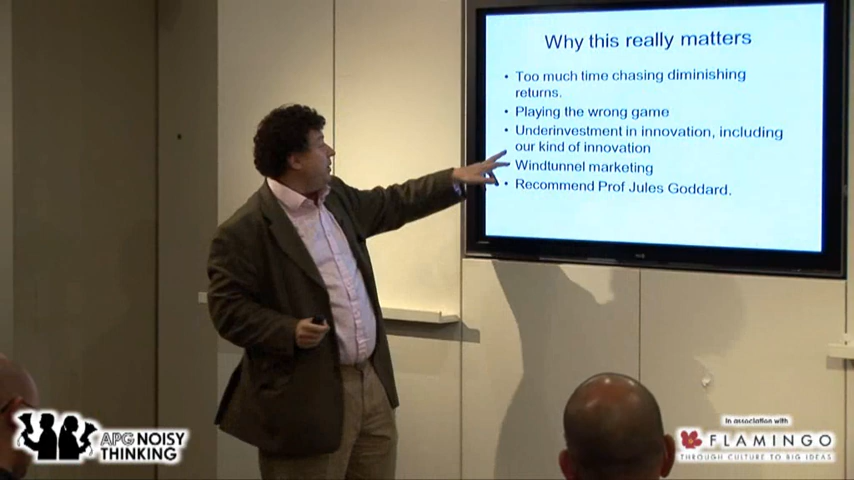 Why this really matters
• Too much time chasing diminishing
returns.
• Playing the wrong game
• Underinvestment in innovation, including
our kind of innovation
• Windtunnel marketing
• Recommend Prof Jules Goddard.
APG NOISY
THINKING
In association with
FLAMINGO
THROUGH CULTURE TO BIG IDEAS